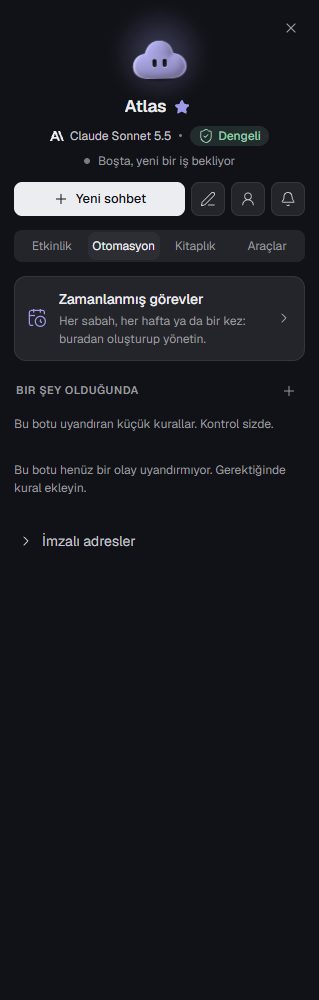 Atlas
Claude Sonnet 5.5 • Dengeli
Boşta, yeni bir iş bekliyor
Yeni sohbet
Etkinlik Otomasyon Kitaplık Araçlar
Zamanlanmış görevler
Her sabah, her hafta ya da bir kez:
buradan oluşturup yönetin.
BIR ŞEY OLDUĞUNDA
Bu botu uyandıran küçük kurallar. Kontrol sizde.
Bu botu henüz bir olay uyandırmıyor. Gerektiğinde
kural ekleyin.
İmzalı adresler